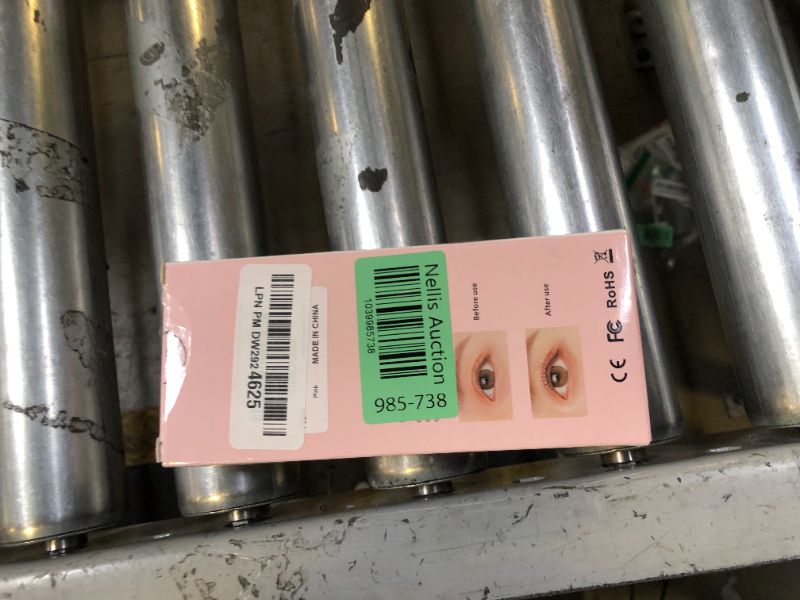 LPN PM DW292 4625
MADE IN CHINA
Pink
Nellis Auction
1039985738
985-738
Before use
After use
CE FC RoHS